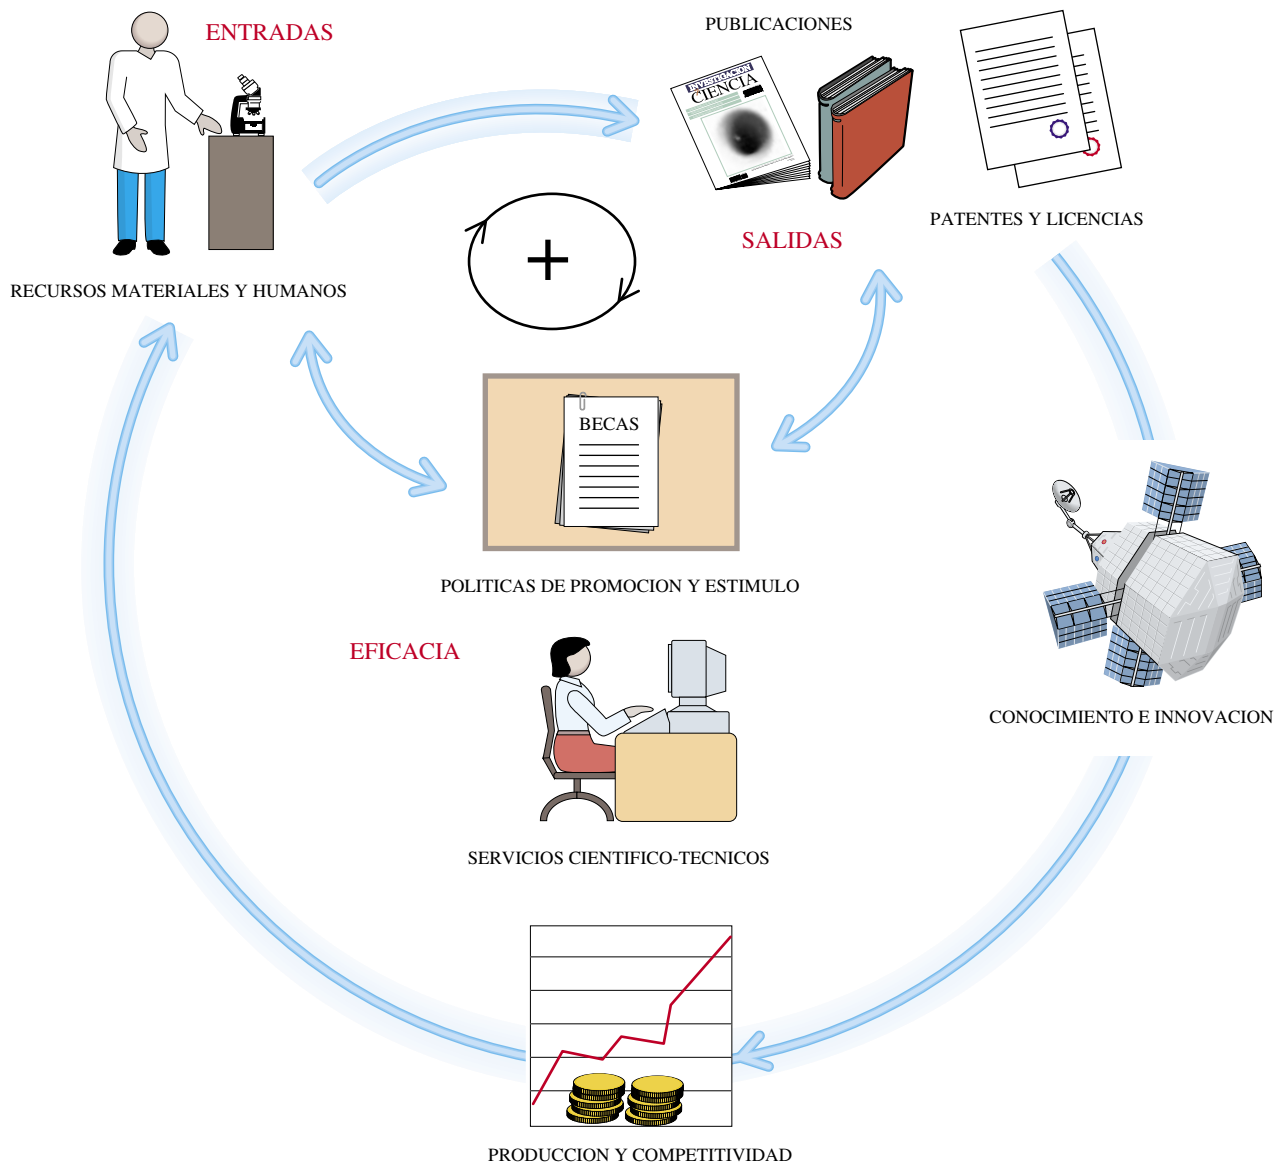 ENTRADAS
PUBLICACIONES
INVESTIGACION
CIENCIA
PATENTES Y LICENCIAS
SALIDAS
RECURSOS MATERIALES Y HUMANOS
+
BECAS
POLITICAS DE PROMOCION Y ESTIMULO
EFICACIA
CONOCIMIENTO E INNOVACION
SERVICIOS CIENTIFICO-TECNICOS
PRODUCCION Y COMPETITIVIDAD